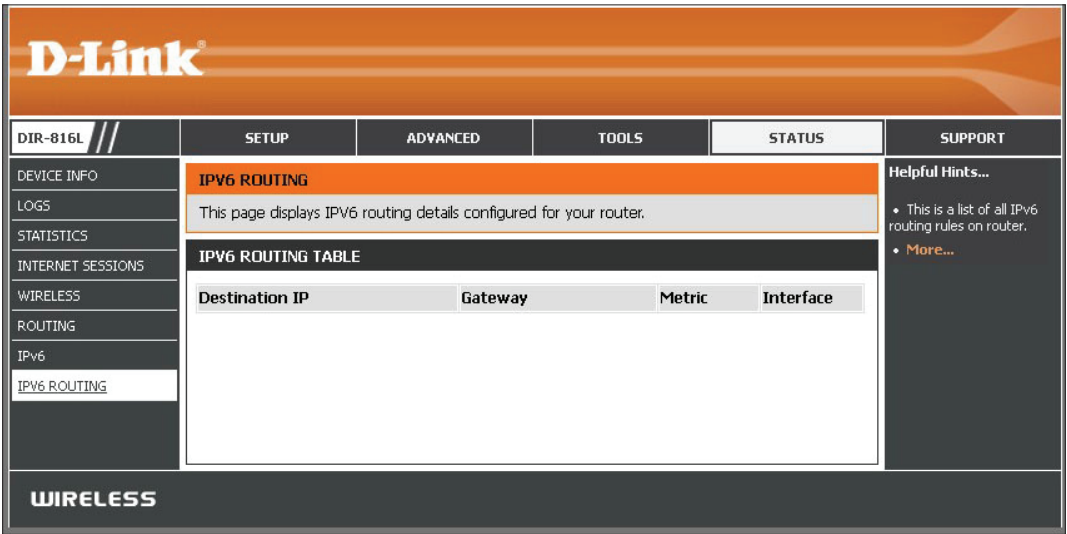 D-Link®
DIR-816L
SETUP
ADVANCED
TOOLS
STATUS
SUPPORT
DEVICE INFO
LOGS
STATISTICS
INTERNET SESSIONS
WIRELESS
ROUTING
IPv6
IPV6 ROUTING
IPV6 ROUTING
This page displays IPV6 routing details configured for your router.
IPV6 ROUTING TABLE
Destination IP Gateway Metric Interface
Helpful Hints...
• This is a list of all IPv6
routing rules on router.
• More...
WIRELESS